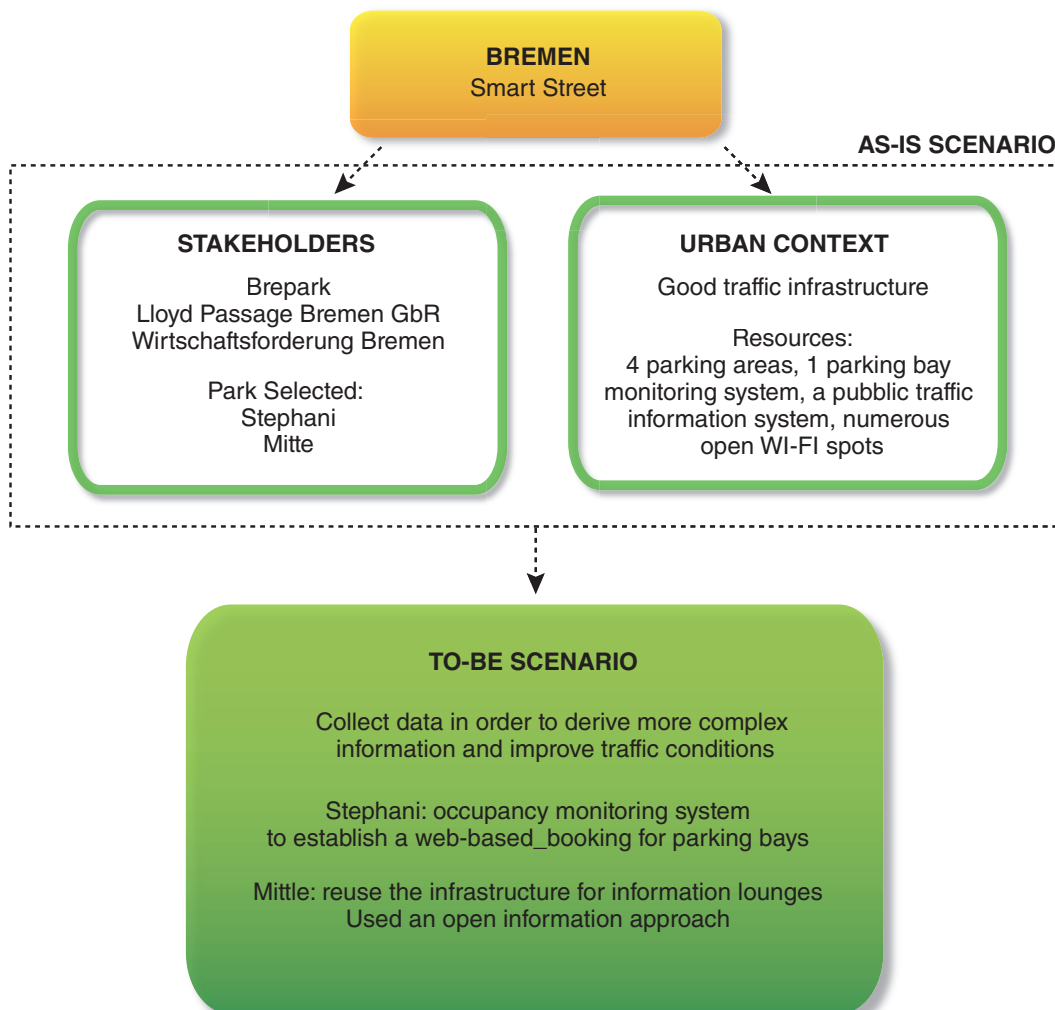 BREMEN
Smart Street
AS-IS SCENARIO
STAKEHOLDERS
Brepark
Lloyd Passage Bremen GbR
Wirtschaftsforderung Bremen
Park Selected:
Stephani
Mitte
URBAN CONTEXT
Good traffic infrastructure
Resources:
4 parking areas, 1 parking bay
monitoring system, a pubblic traffic
information system, numerous
open WI-FI spots
TO-BE SCENARIO
Collect data in order to derive more complex
information and improve traffic conditions
Stephani: occupancy monitoring system
to establish a web-based_booking for parking bays
Mittle: reuse the infrastructure for information lounges
Used an open information approach